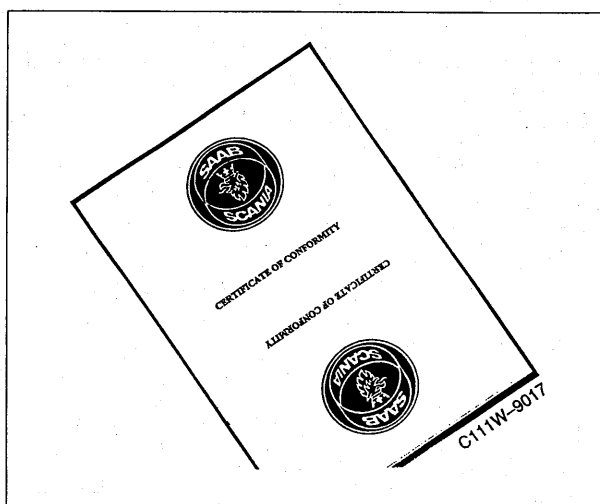 SAAB
SCANIA
CERTIFICATE OF CONFORMITY
CERTIFICATE OF CONFORMITY
SCANIA
SAAB
C111W–9017